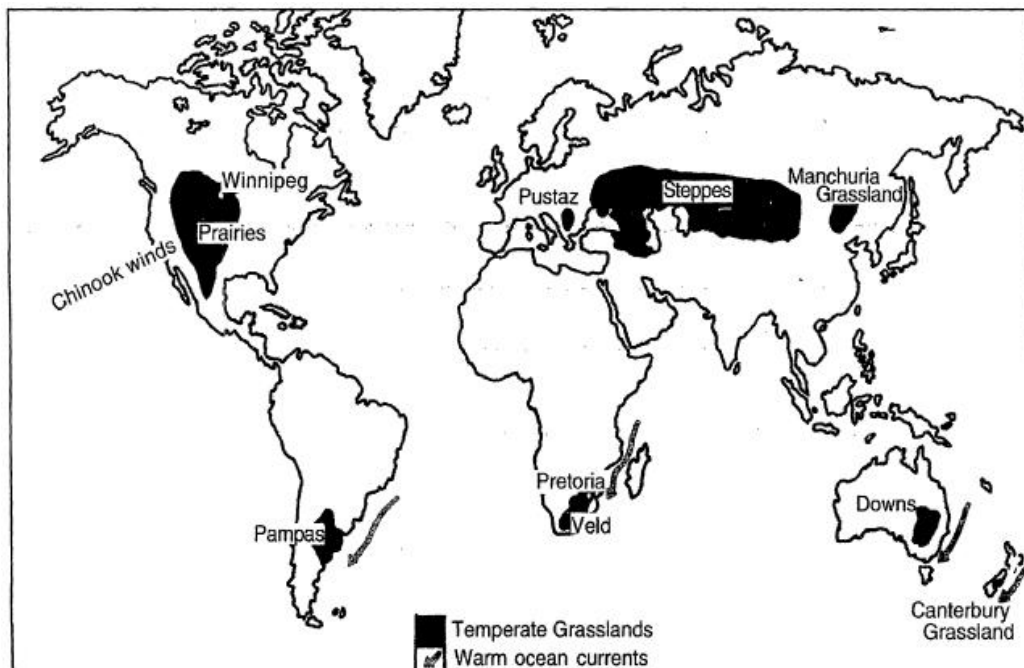 Winnipeg
Prairies
Chinook winds
Pustaz
Steppes
Manchuria
Grassland
Pampas
Pretoria
Veld
Downs
Canterbury
Grassland
Temperate Grasslands
Warm ocean currents